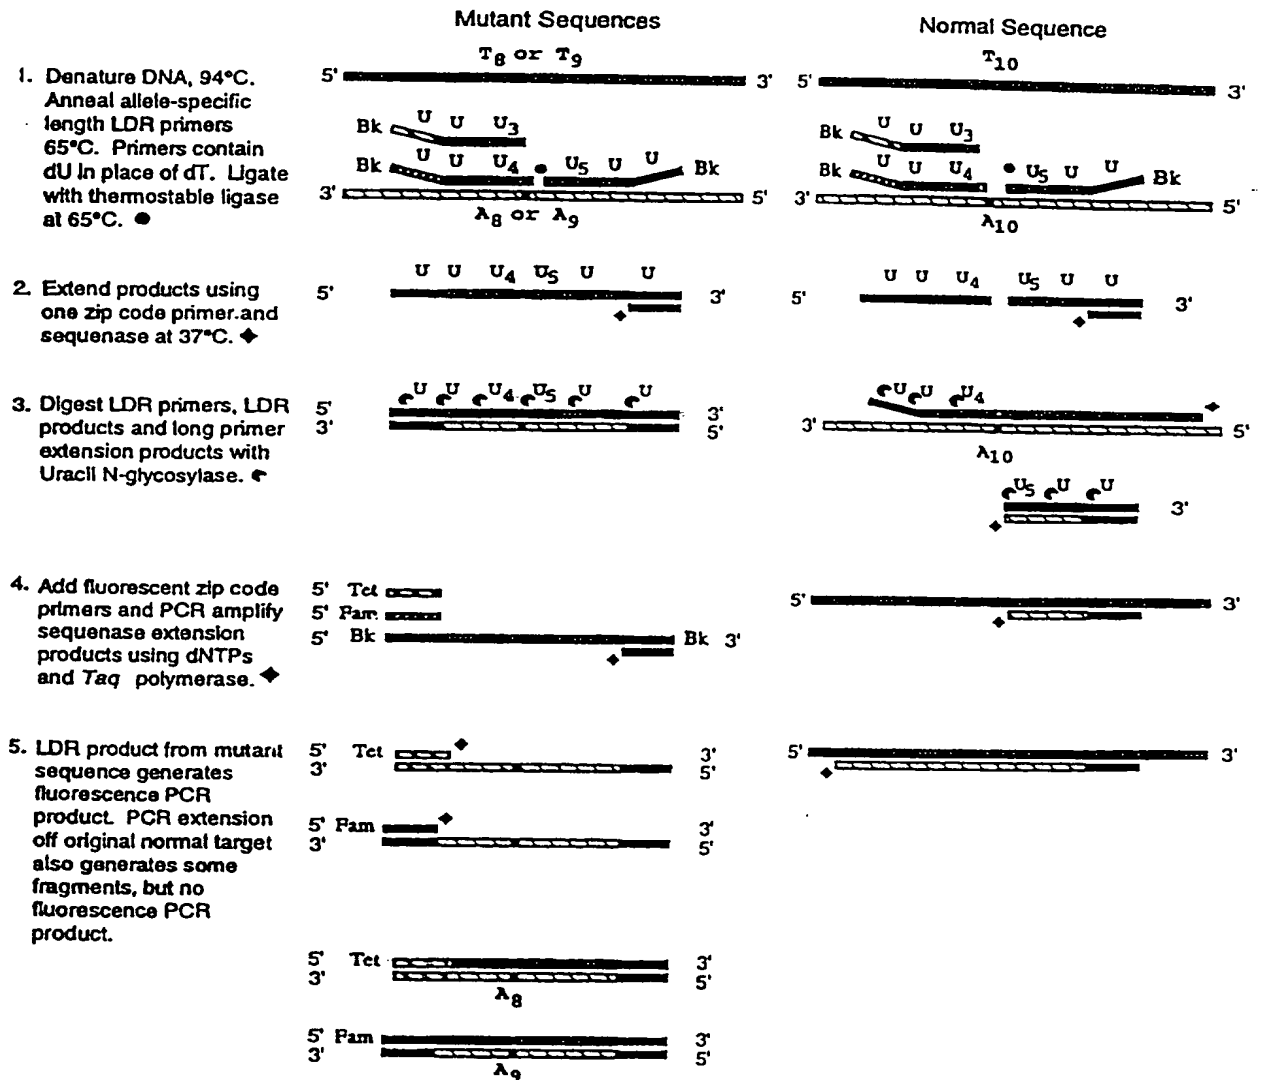 Mutant Sequences
Normal Sequence
1. Denature DNA, 94°C.
Anneal allele-specific
length LDR primers
65°C. Primers contain
dU in place of dT. Ligate
with thermostable ligase
at 65°C. ●
T8 or T9
5' 3'
Bk U U U3
Bk U U U4 ● U5 U U Bk
3' 5'
A8 or A9
T10
5' 3'
Bk U U U3
Bk U U U4 ● U5 U U Bk
3' 5'
A10
2. Extend products using
one zip code primer and
sequenase at 37°C. ✦
U U U4 U5 U U
5' 3'
U U U4 U5 U U
5' 3'
3. Digest LDR primers, LDR
products and long primer
extension products with
Uracil N-glycosylase.
U U U4 U5 U U
5' 3'
3' 5'
U U U4
3' 5'
A10
U5 U U
3'
4. Add fluorescent zip code
primers and PCR amplify
sequenase extension
products using dNTPs
and Taq polymerase. ✦
5' Tet
5' Fam
5' Bk Bk 3'
5' 3'
5. LDR product from mutant
sequence generates
fluorescence PCR
product. PCR extension
off original normal target
also generates some
fragments, but no
fluorescence PCR
product.
5' Tet 3'
3' 5'
5' Fam 3'
3' 5'
5' Tet 3'
3' 5'
A8
5' Fam 3'
3' 5'
A9
5' 3'